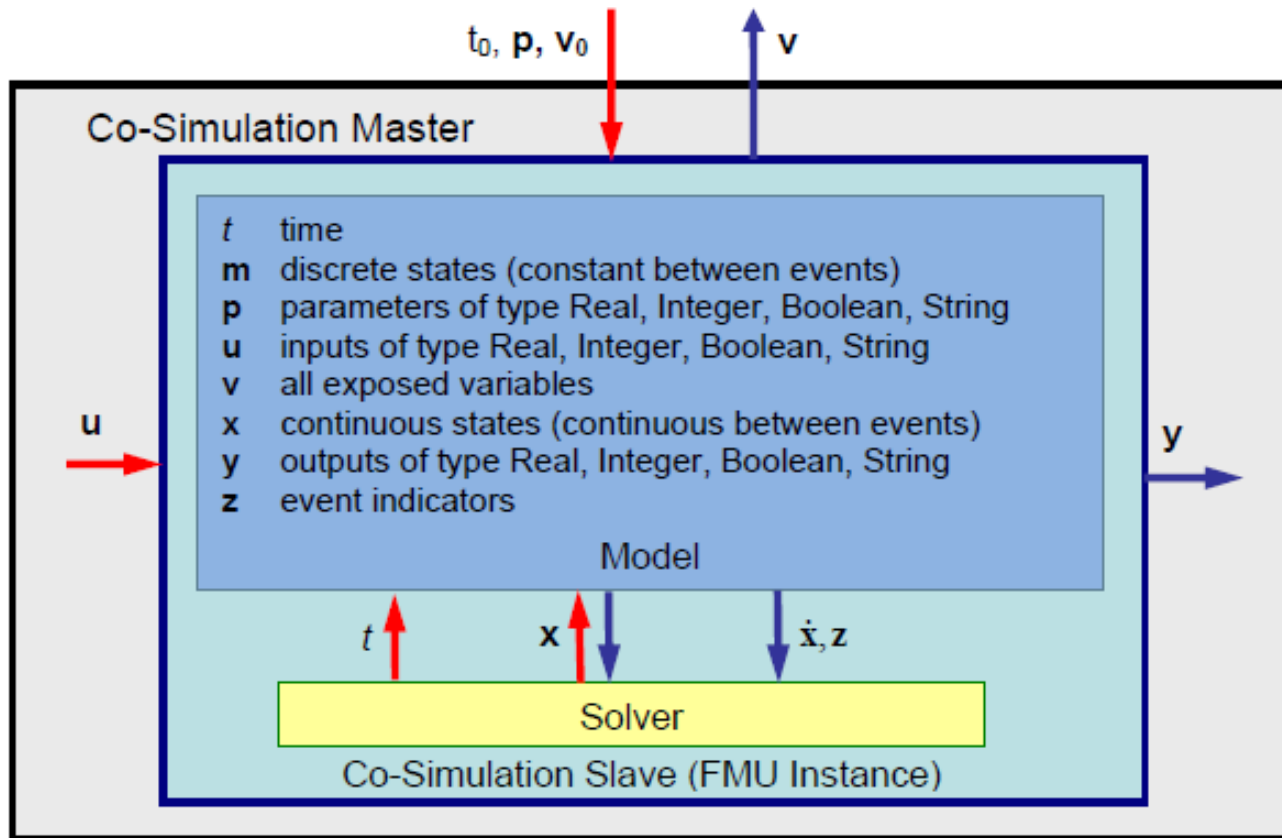 t₀, p, v₀
v
Co-Simulation Master
t time
m discrete states (constant between events)
p parameters of type Real, Integer, Boolean, String
u inputs of type Real, Integer, Boolean, String
v all exposed variables
x continuous states (continuous between events)
y outputs of type Real, Integer, Boolean, String
z event indicators
Model
u
y
t
x
ẋ, z
Solver
Co-Simulation Slave (FMU Instance)